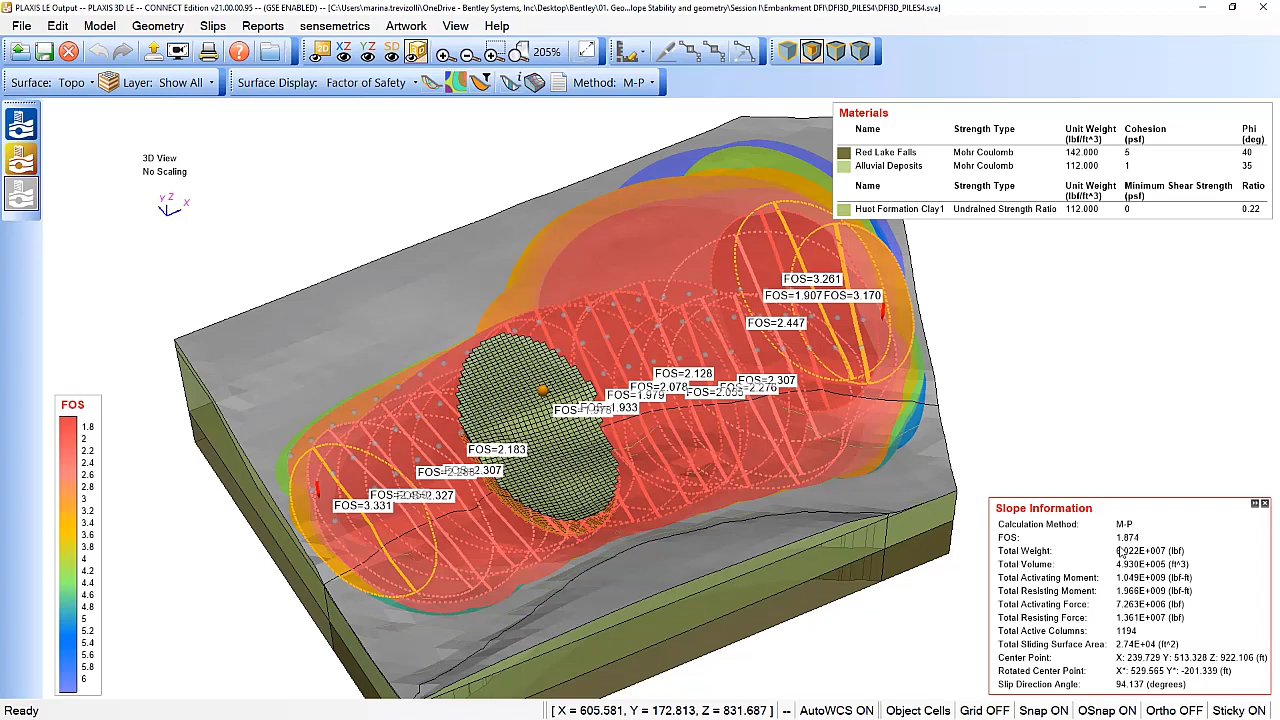 PLAXIS LE Output -- PLAXIS 3D LE -- CONNECT Edition v21.00.00.95 -- (GSE ENABLED) -- [C:\Users\marina.trevizolli\OneDrive - Bentley Systems, Inc\Desktop\Bentley\01. Geo...lope Stability and geometry\Session I\Embankment DFI\DFI3D_PILES4\DFI3D_PILES4.sva]
File Edit Model Geometry Slips Reports sensemetrics Artwork View Help
2D XZ YZ SD 205%
Surface: Topo Layer: Show All Surface Display: Factor of Safety Method: M-P
3D View
No Scaling
Y Z X
Materials
Name Strength Type Unit Weight (lbf/ft^3) Cohesion (psf) Phi (deg)
Red Lake Falls Mohr Coulomb 142.000 5 40
Alluvial Deposits Mohr Coulomb 112.000 1 35
Name Strength Type Unit Weight (lbf/ft^3) Minimum Shear Strength (psf) Ratio
Huot Formation Clay1 Undrained Strength Ratio 112.000 0 0.22
FOS=3.261
FOS=1.907 FOS=3.170
FOS=2.447
FOS=2.128
FOS=2.307
FOS=2.078
FOS=2.276
FOS=1.979
FOS=1.933
FOS=2.183
FOS=2.307
FOS=2.327
FOS=3.331
FOS
1.8
2
2.2
2.4
2.6
2.8
3
3.2
3.4
3.6
3.8
4
4.2
4.4
4.6
4.8
5
5.2
5.4
5.6
5.8
6
Slope Information
Calculation Method: M-P
FOS: 1.874
Total Weight: 6.922E+007 (lbf)
Total Volume: 4.930E+005 (ft^3)
Total Activating Moment: 1.049E+009 (lbf-ft)
Total Resisting Moment: 1.966E+009 (lbf-ft)
Total Activating Force: 7.263E+006 (lbf)
Total Resisting Force: 1.361E+007 (lbf)
Total Active Columns: 1194
Total Sliding Surface Area: 2.74E+04 (ft^2)
Center Point: X: 239.729 Y: 513.328 Z: 922.106 (ft)
Rotated Center Point: X*: 529.565 Y*: -201.339 (ft)
Slip Direction Angle: 94.137 (degrees)
Ready [ X = 605.581, Y = 172.813, Z = 831.687 ] -- AutoWCS ON Object Cells Grid OFF Snap ON OSnap ON Ortho OFF Sticky ON